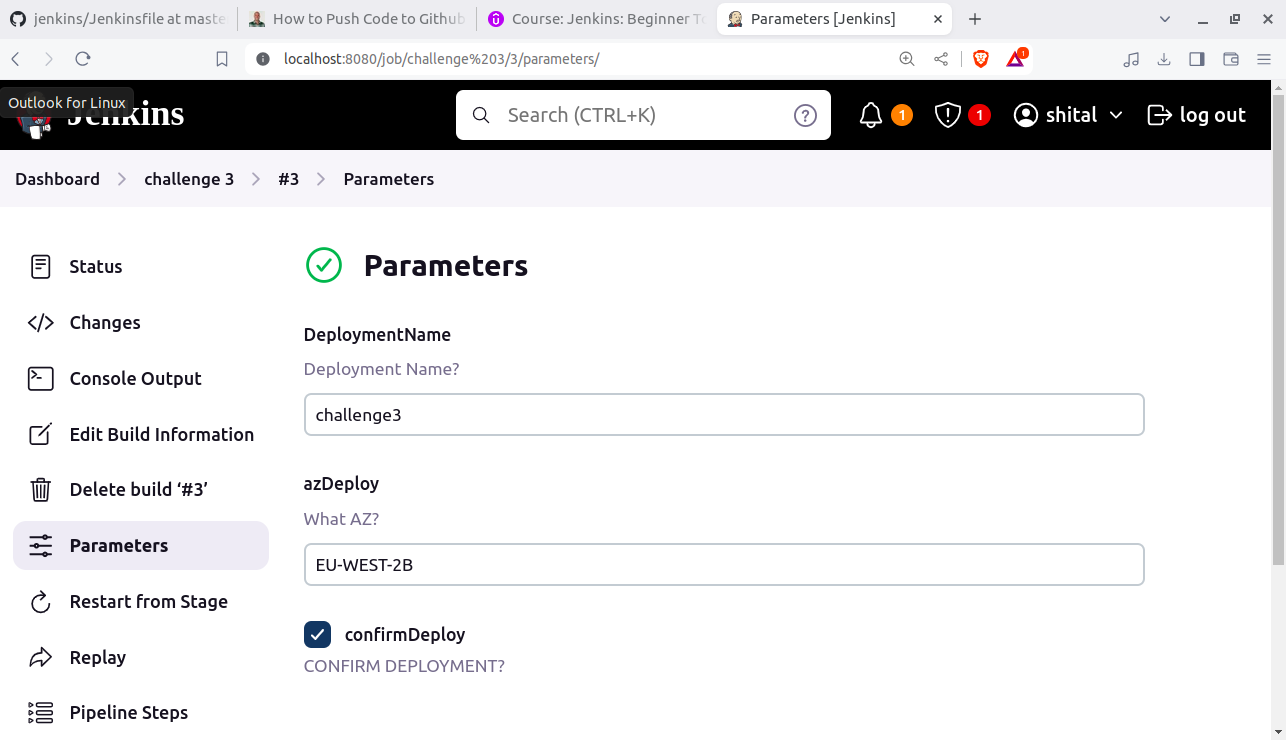 jenkins/Jenkinsfile at maste
How to Push Code to Github
Course: Jenkins: Beginner To
Parameters [Jenkins]
localhost:8080/job/challenge%203/3/parameters/
1
Outlook for Linux
Jenkins
Search (CTRL+K)
1
1
shital
log out
Dashboard
challenge 3
#3
Parameters
Status
Changes
Console Output
Edit Build Information
Delete build ‘#3’
Parameters
Restart from Stage
Replay
Pipeline Steps
Parameters
DeploymentName
Deployment Name?
challenge3
azDeploy
What AZ?
EU-WEST-2B
confirmDeploy
CONFIRM DEPLOYMENT?